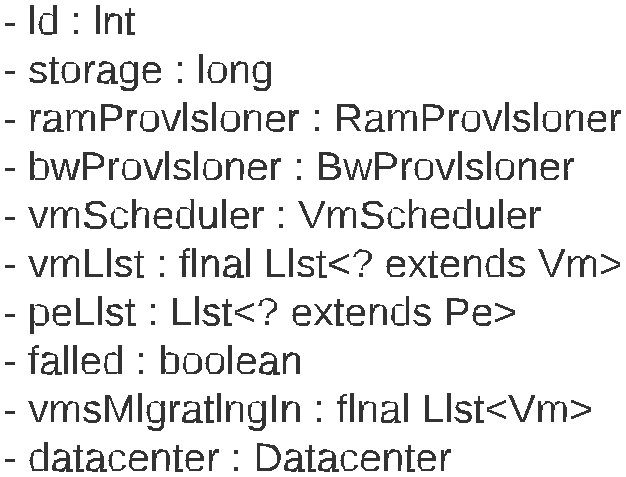 - id : int
- storage : long
- ramProvisioner : RamProvisioner
- bwProvisioner : BwProvisioner
- vmScheduler : VmScheduler
- vmList : final List<? extends Vm>
- peList : List<? extends Pe>
- failed : boolean
- vmsMigratingIn : final List<Vm>
- datacenter : Datacenter